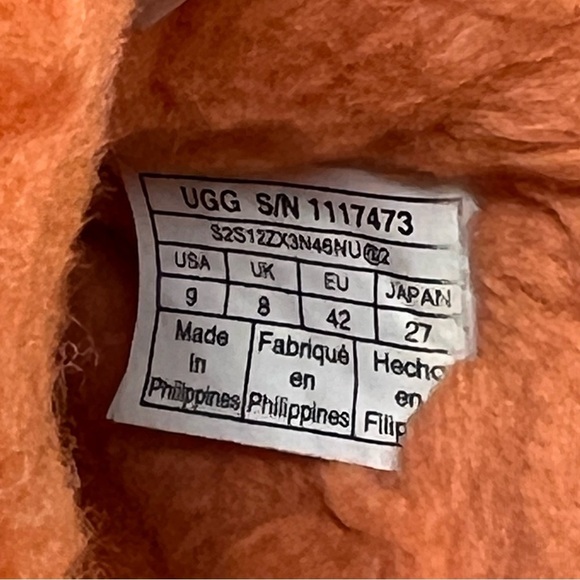 UGG S/N 1117473
S2S12ZX3N46NU@2
USA UK EU JAPAN
9 8 42 27
Made in Philippines
Fabriqué en Philippines
Hecho en Filip